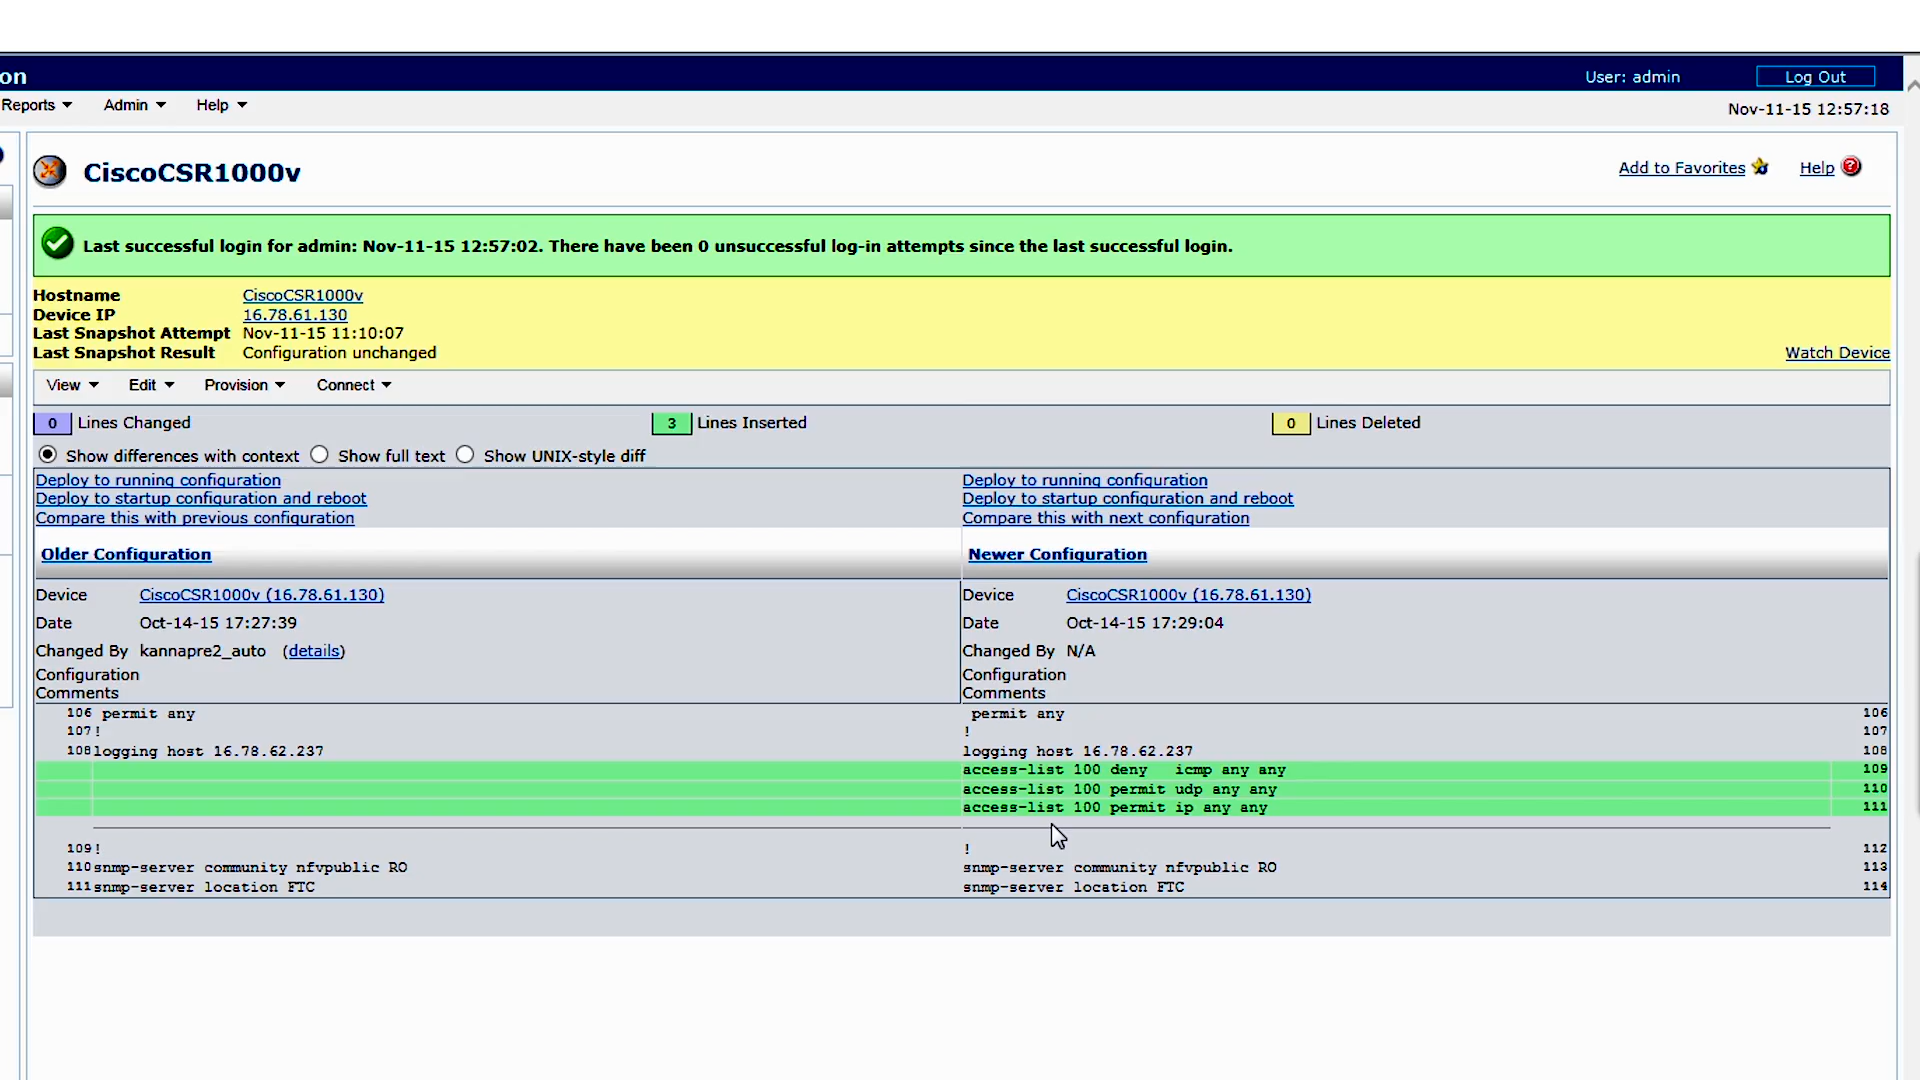 on
User: admin
Log Out
Reports
Admin
Help
Nov-11-15 12:57:18
CiscoCSR1000v
Add to Favorites
Help
Last successful login for admin: Nov-11-15 12:57:02. There have been 0 unsuccessful log-in attempts since the last successful login.
Hostname CiscoCSR1000v
Device IP 16.78.61.130
Last Snapshot Attempt Nov-11-15 11:10:07
Last Snapshot Result Configuration unchanged
Watch Device
View
Edit
Provision
Connect
0 Lines Changed
3 Lines Inserted
0 Lines Deleted
Show differences with context
Show full text
Show UNIX-style diff
Deploy to running configuration
Deploy to startup configuration and reboot
Compare this with previous configuration
Deploy to running configuration
Deploy to startup configuration and reboot
Compare this with next configuration
Older Configuration
Device CiscoCSR1000v (16.78.61.130)
Date Oct-14-15 17:27:39
Changed By kannapre2_auto (details)
Configuration
Comments
Newer Configuration
Device CiscoCSR1000v (16.78.61.130)
Date Oct-14-15 17:29:04
Changed By N/A
Configuration
Comments
106 permit any
107 !
108 logging host 16.78.62.237
109 !
110 snmp-server community nfvpublic RO
111 snmp-server location FTC
permit any 106
! 107
logging host 16.78.62.237 108
access-list 100 deny icmp any any 109
access-list 100 permit udp any any 110
access-list 100 permit ip any any 111
! 112
snmp-server community nfvpublic RO 113
snmp-server location FTC 114